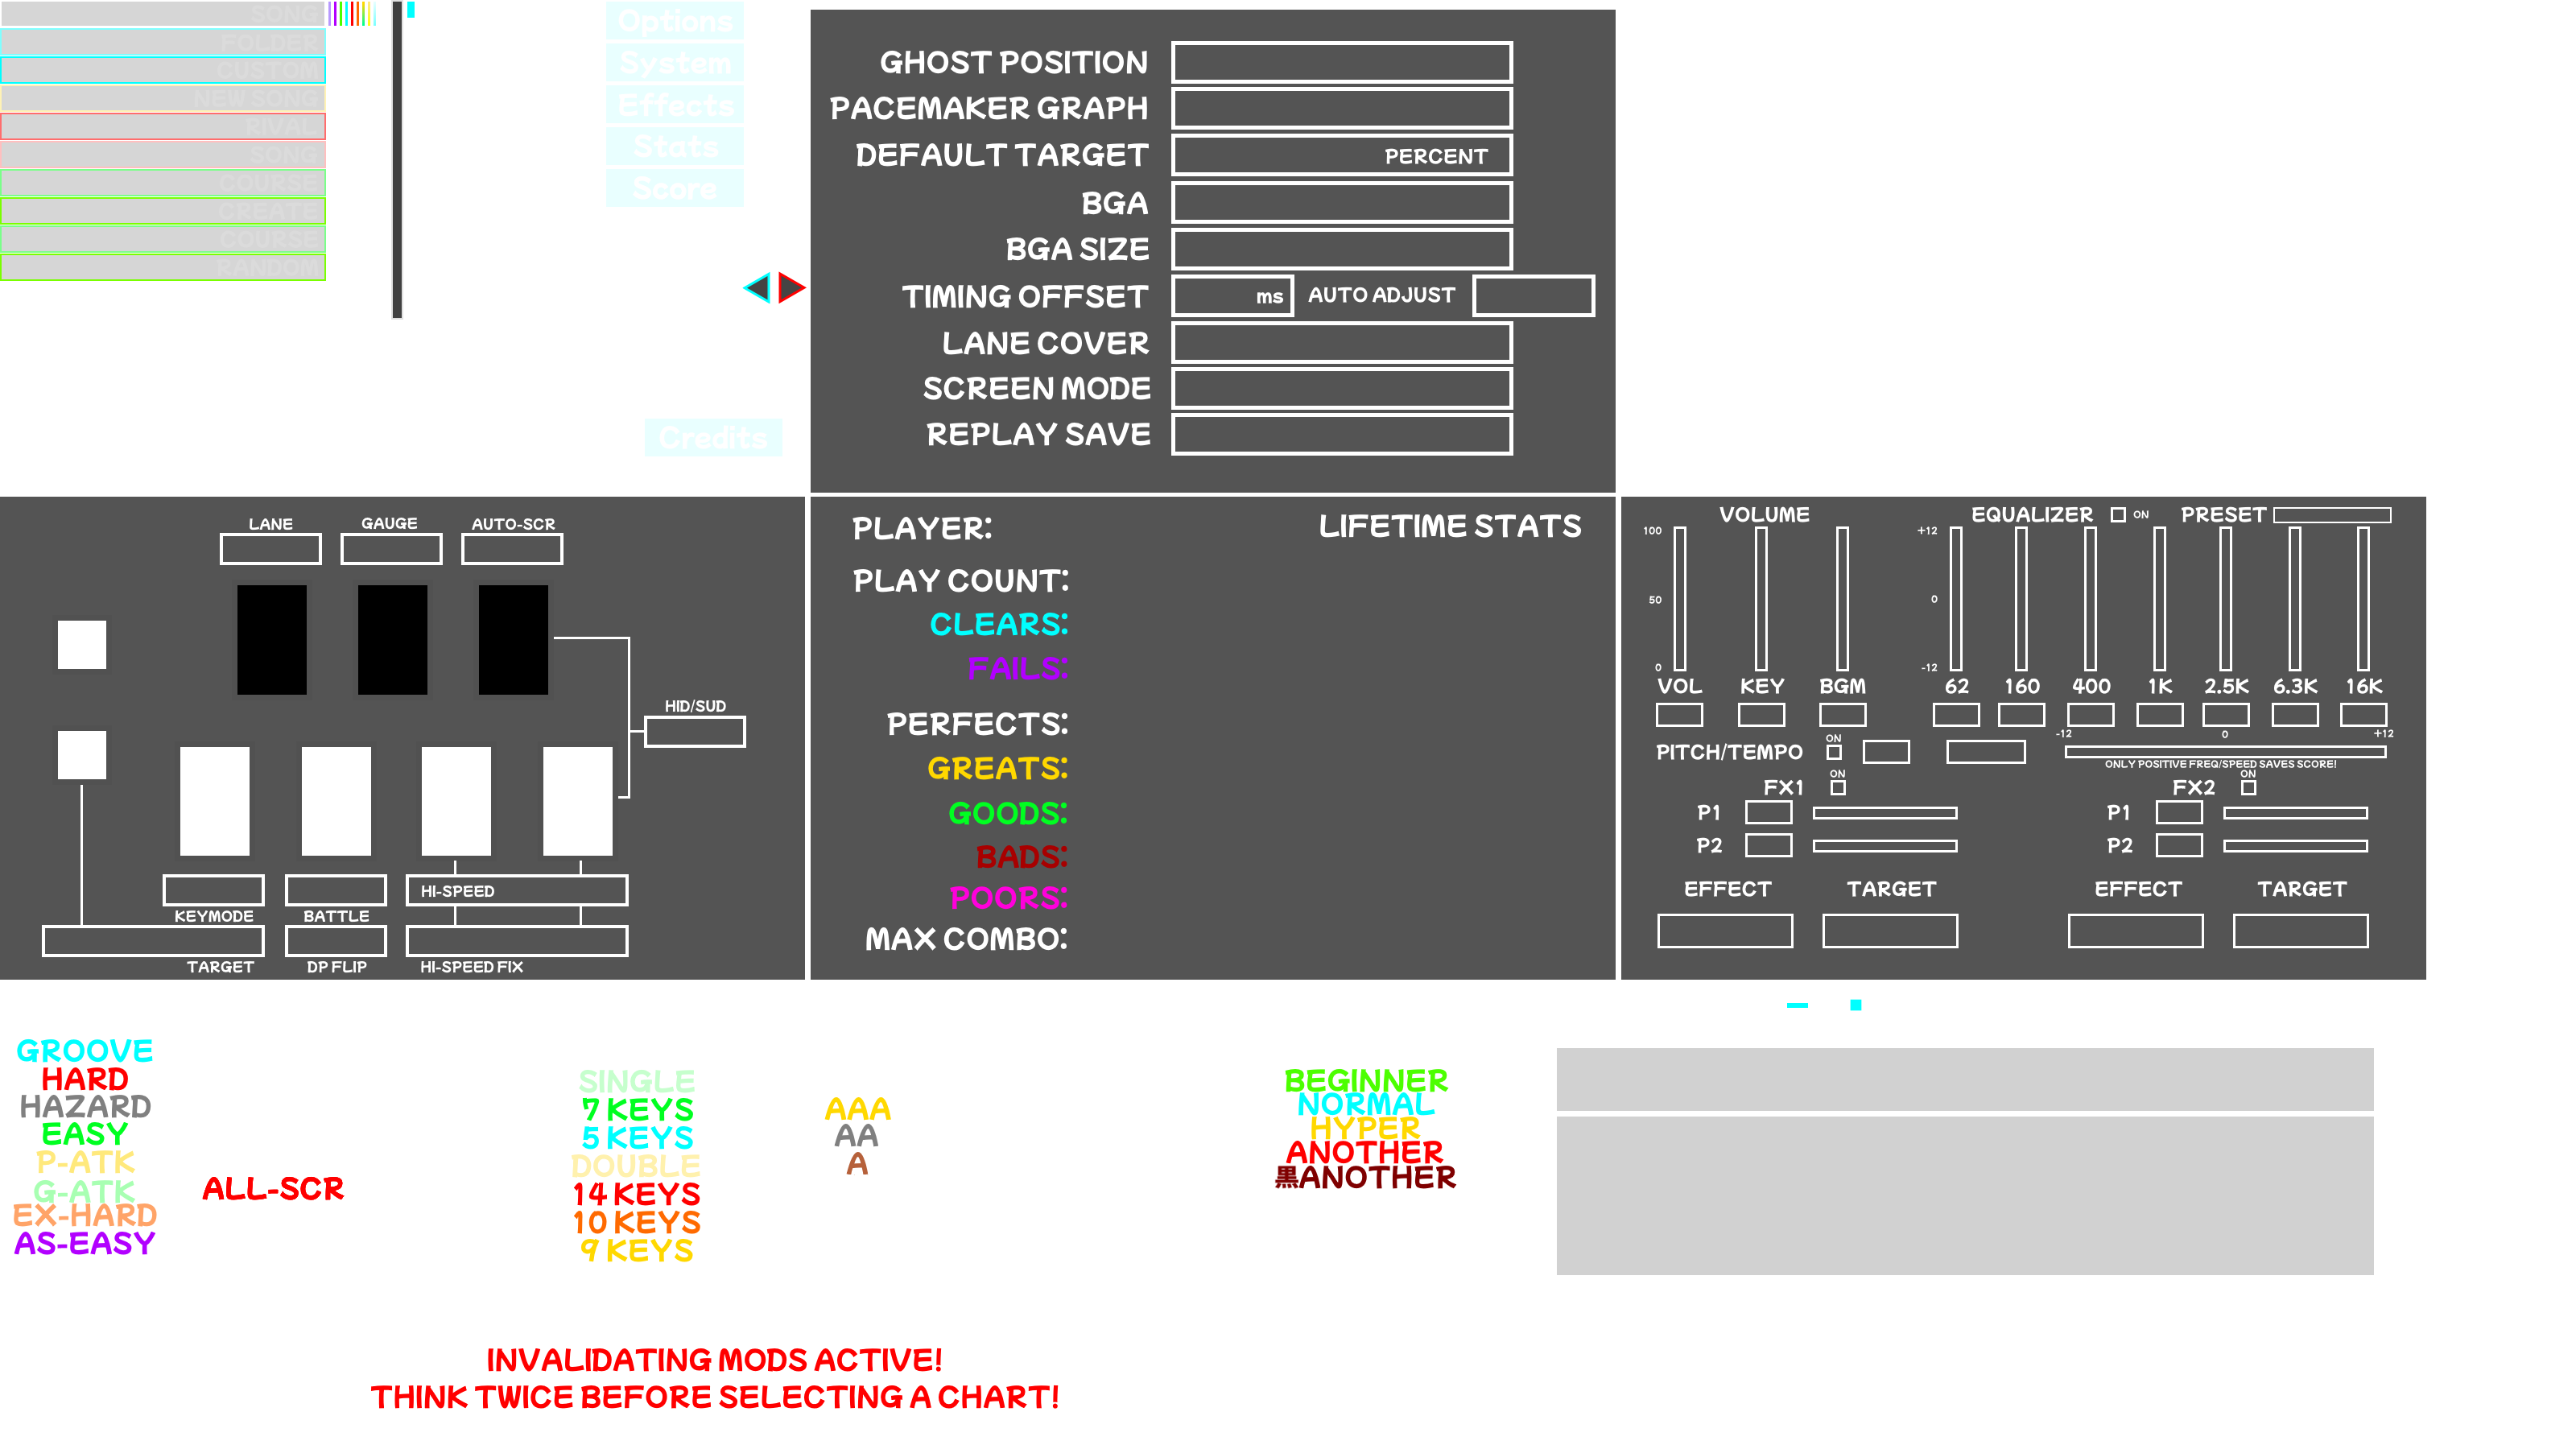 SONG
FOLDER
CUSTOM
NEW SONG
RIVAL
SONG
COURSE
CREATE
COURSE
RANDOM
Options
System
Effects
Stats
Score
Credits
GHOST POSITION
PACEMAKER GRAPH
DEFAULT TARGET PERCENT
BGA
BGA SIZE
TIMING OFFSET ms AUTO ADJUST
LANE COVER
SCREEN MODE
REPLAY SAVE
LANE GAUGE AUTO-SCR
HID/SUD
HI-SPEED
KEYMODE BATTLE
TARGET DP FLIP HI-SPEED FIX
PLAYER: LIFETIME STATS
PLAY COUNT:
CLEARS:
FAILS:
PERFECTS:
GREATS:
GOODS:
BADS:
POORS:
MAX COMBO:
VOLUME EQUALIZER ON PRESET
100 +12
50 0
0 -12
VOL KEY BGM 62 160 400 1K 2.5K 6.3K 16K
-12 0 +12
PITCH/TEMPO ON
ONLY POSITIVE FREQ/SPEED SAVES SCORE!
FX1 ON FX2 ON
P1 P1
P2 P2
EFFECT TARGET EFFECT TARGET
GROOVE
HARD
HAZARD
EASY
P-ATK
G-ATK
EX-HARD
AS-EASY
ALL-SCR
SINGLE
7 KEYS
5 KEYS
DOUBLE
14 KEYS
10 KEYS
9 KEYS
AAA
AA
A
BEGINNER
NORMAL
HYPER
ANOTHER
黒ANOTHER
INVALIDATING MODS ACTIVE!
THINK TWICE BEFORE SELECTING A CHART!